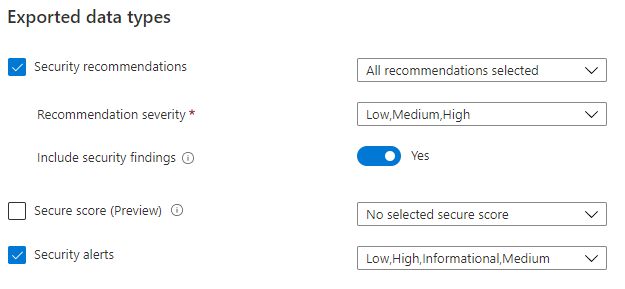 Exported data types
Security recommendations
All recommendations selected
Recommendation severity *
Low,Medium,High
Include security findings
Yes
Secure score (Preview)
No selected secure score
Security alerts
Low,High,Informational,Medium